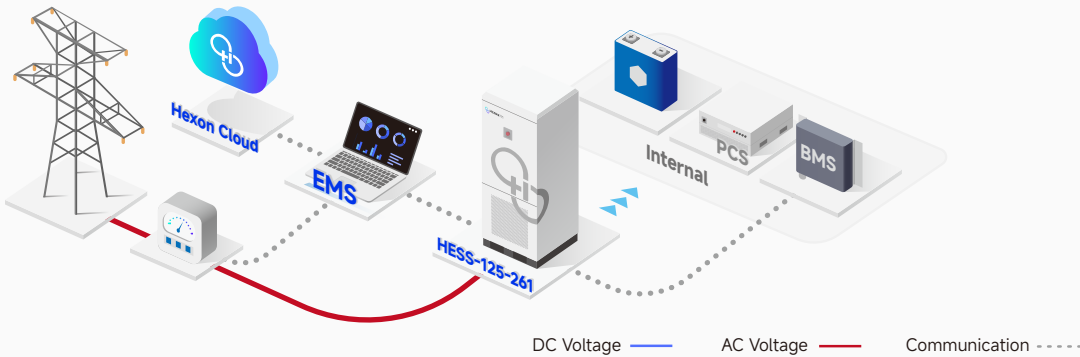 Hexon Cloud
EMS
HESS-125-261
Internal
PCS
BMS
DC Voltage
AC Voltage
Communication